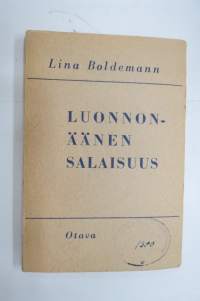 Lina Boldemann
LUONNON-
ÄÄNEN
SALAISUUS
Otava